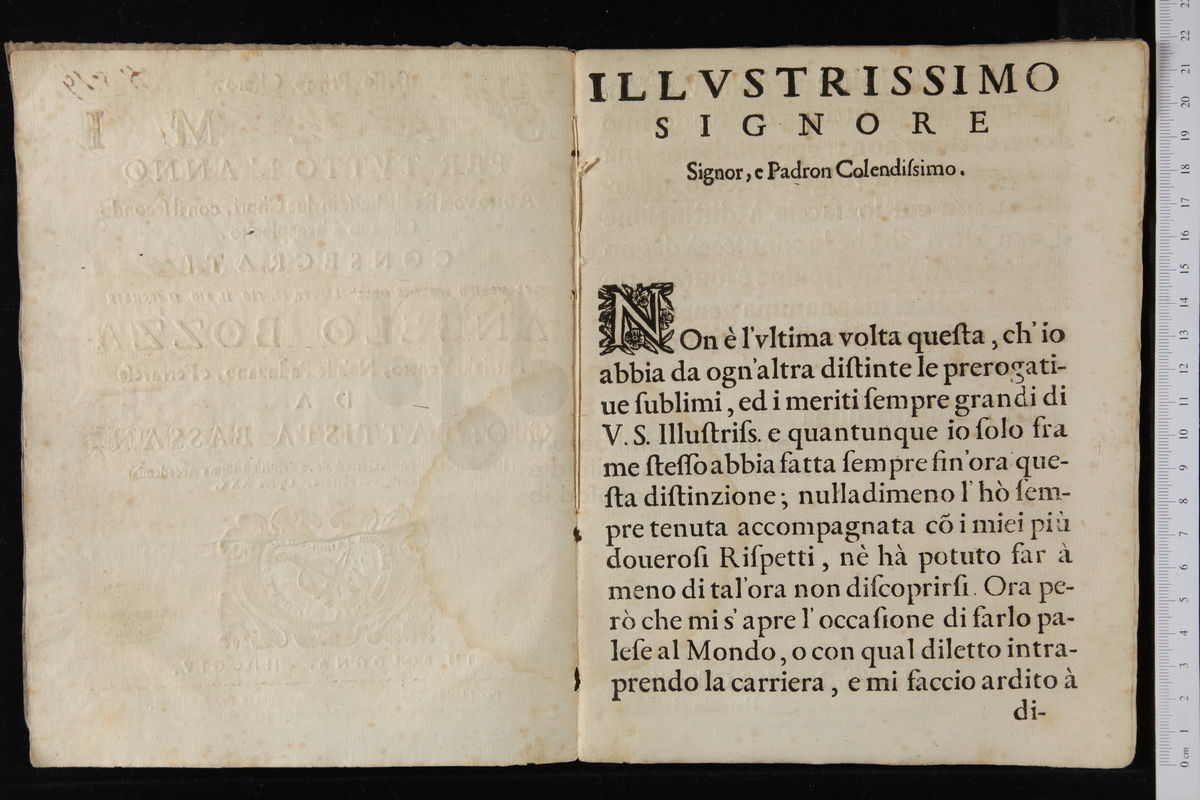 ILLVSTRISSIMO
SIGNORE
Signor, e Padron Colendiſsimo.
NOn è l'vltima volta queſta, ch' io
abbia da ogn'altra diſtinte le prerogati-
ue ſublimi, ed i meriti ſempre grandi di
V. S. Illuſtriſs. e quantunque io ſolo fra
me ſteſſo abbia fatta ſempre ſin'ora que-
ſta diſtinzione; nulladimeno l' hò ſem-
pre tenuta accompagnata cõ i miei più
doueroſi Riſpetti, nè hà potuto far à
meno di tal'ora non diſcoprirſi. Ora pe-
rò che mi s' apre l' occaſione di farlo pa-
leſe al Mondo, o con qual diletto intra-
prendo la carriera, e mi faccio ardito à
di-